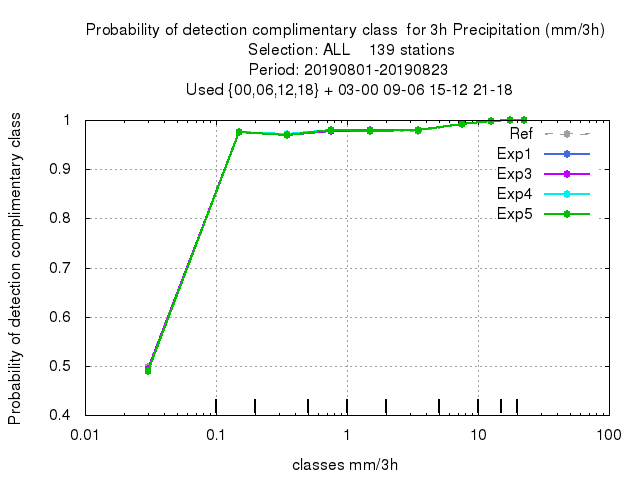 Probability of detection complimentary class  for 3h Precipitation (mm/3h)
Selection: ALL    139 stations
Period: 20190801-20190823
Used {00,06,12,18} + 03-00 09-06 15-12 21-18
Probability of detection complimentary class
1
0.9
0.8
0.7
0.6
0.5
0.4
Ref
Exp1
Exp3
Exp4
Exp5
0.01 0.1 1 10 100
classes mm/3h